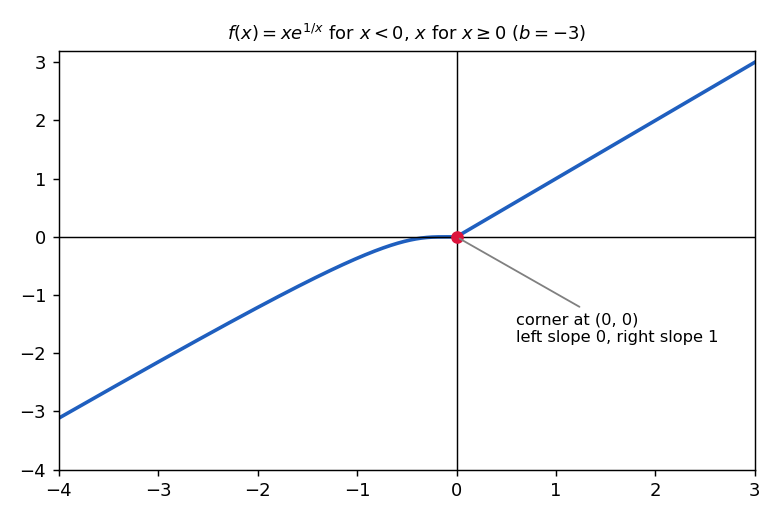 f(x) = xe^{1/x} for x < 0, x for x ≥ 0 (b = −3)
3
2
1
0
−1
−2
−3
−4
corner at (0, 0)
left slope 0, right slope 1
−4 −3 −2 −1 0 1 2 3